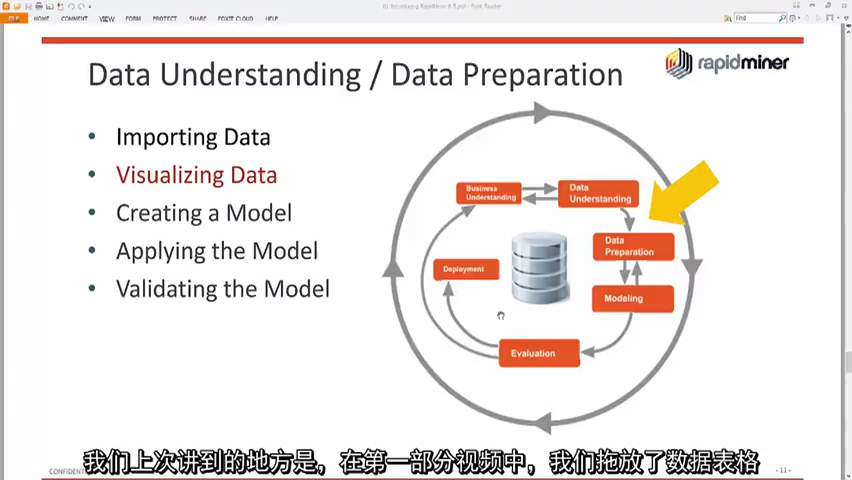 HOME
COMMENT
VIEW
FORM
PROTECT
SHARE
FOXIT CLOUD
HELP
Find
Data Understanding / Data Preparation
rapidminer
• Importing Data
• Visualizing Data
• Creating a Model
• Applying the Model
• Validating the Model
Business
Understanding
Data
Understanding
Data
Preparation
Deployment
Modeling
Evaluation
我们上次讲到的地方是，在第一部分视频中，我们拖放了数据表格
- 11 -